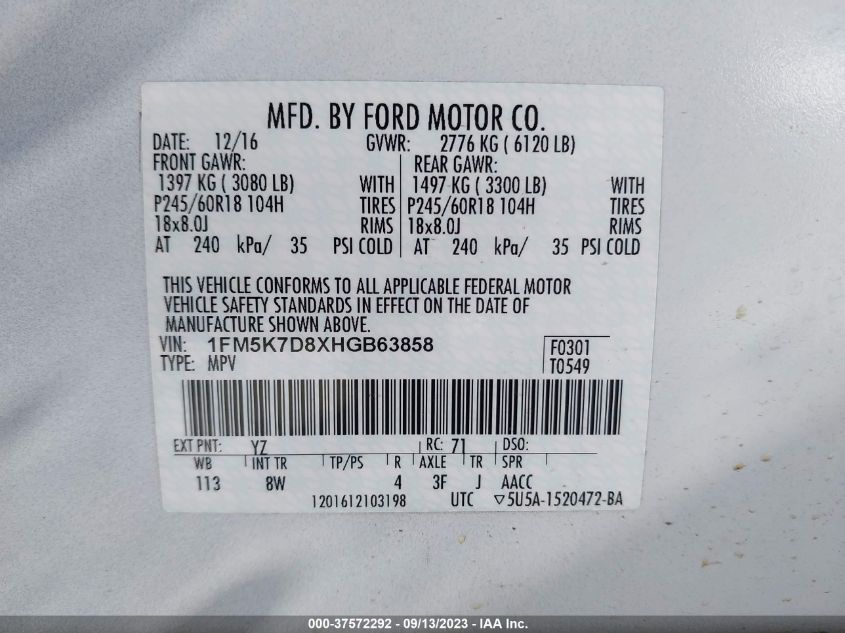 MFD. BY FORD MOTOR CO.
DATE: 12/16 GVWR: 2776 KG ( 6120 LB)
FRONT GAWR: REAR GAWR:
1397 KG ( 3080 LB) WITH 1497 KG ( 3300 LB) WITH
P245/60R18 104H TIRES P245/60R18 104H TIRES
18x8.0J RIMS 18x8.0J RIMS
AT 240 kPa/ 35 PSI COLD AT 240 kPa/ 35 PSI COLD
THIS VEHICLE CONFORMS TO ALL APPLICABLE FEDERAL MOTOR
VEHICLE SAFETY STANDARDS IN EFFECT ON THE DATE OF
MANUFACTURE SHOWN ABOVE.
VIN: 1FM5K7D8XHGB63858 F0301
TYPE: MPV T0549
EXT PNT: YZ RC: 71 DSO:
WB INT TR TP/PS R AXLE TR SPR
113 8W 4 3F J AACC
1201612103198 UTC ▽5U5A-1520472-BA
000-37572292 - 09/13/2023 - IAA Inc.